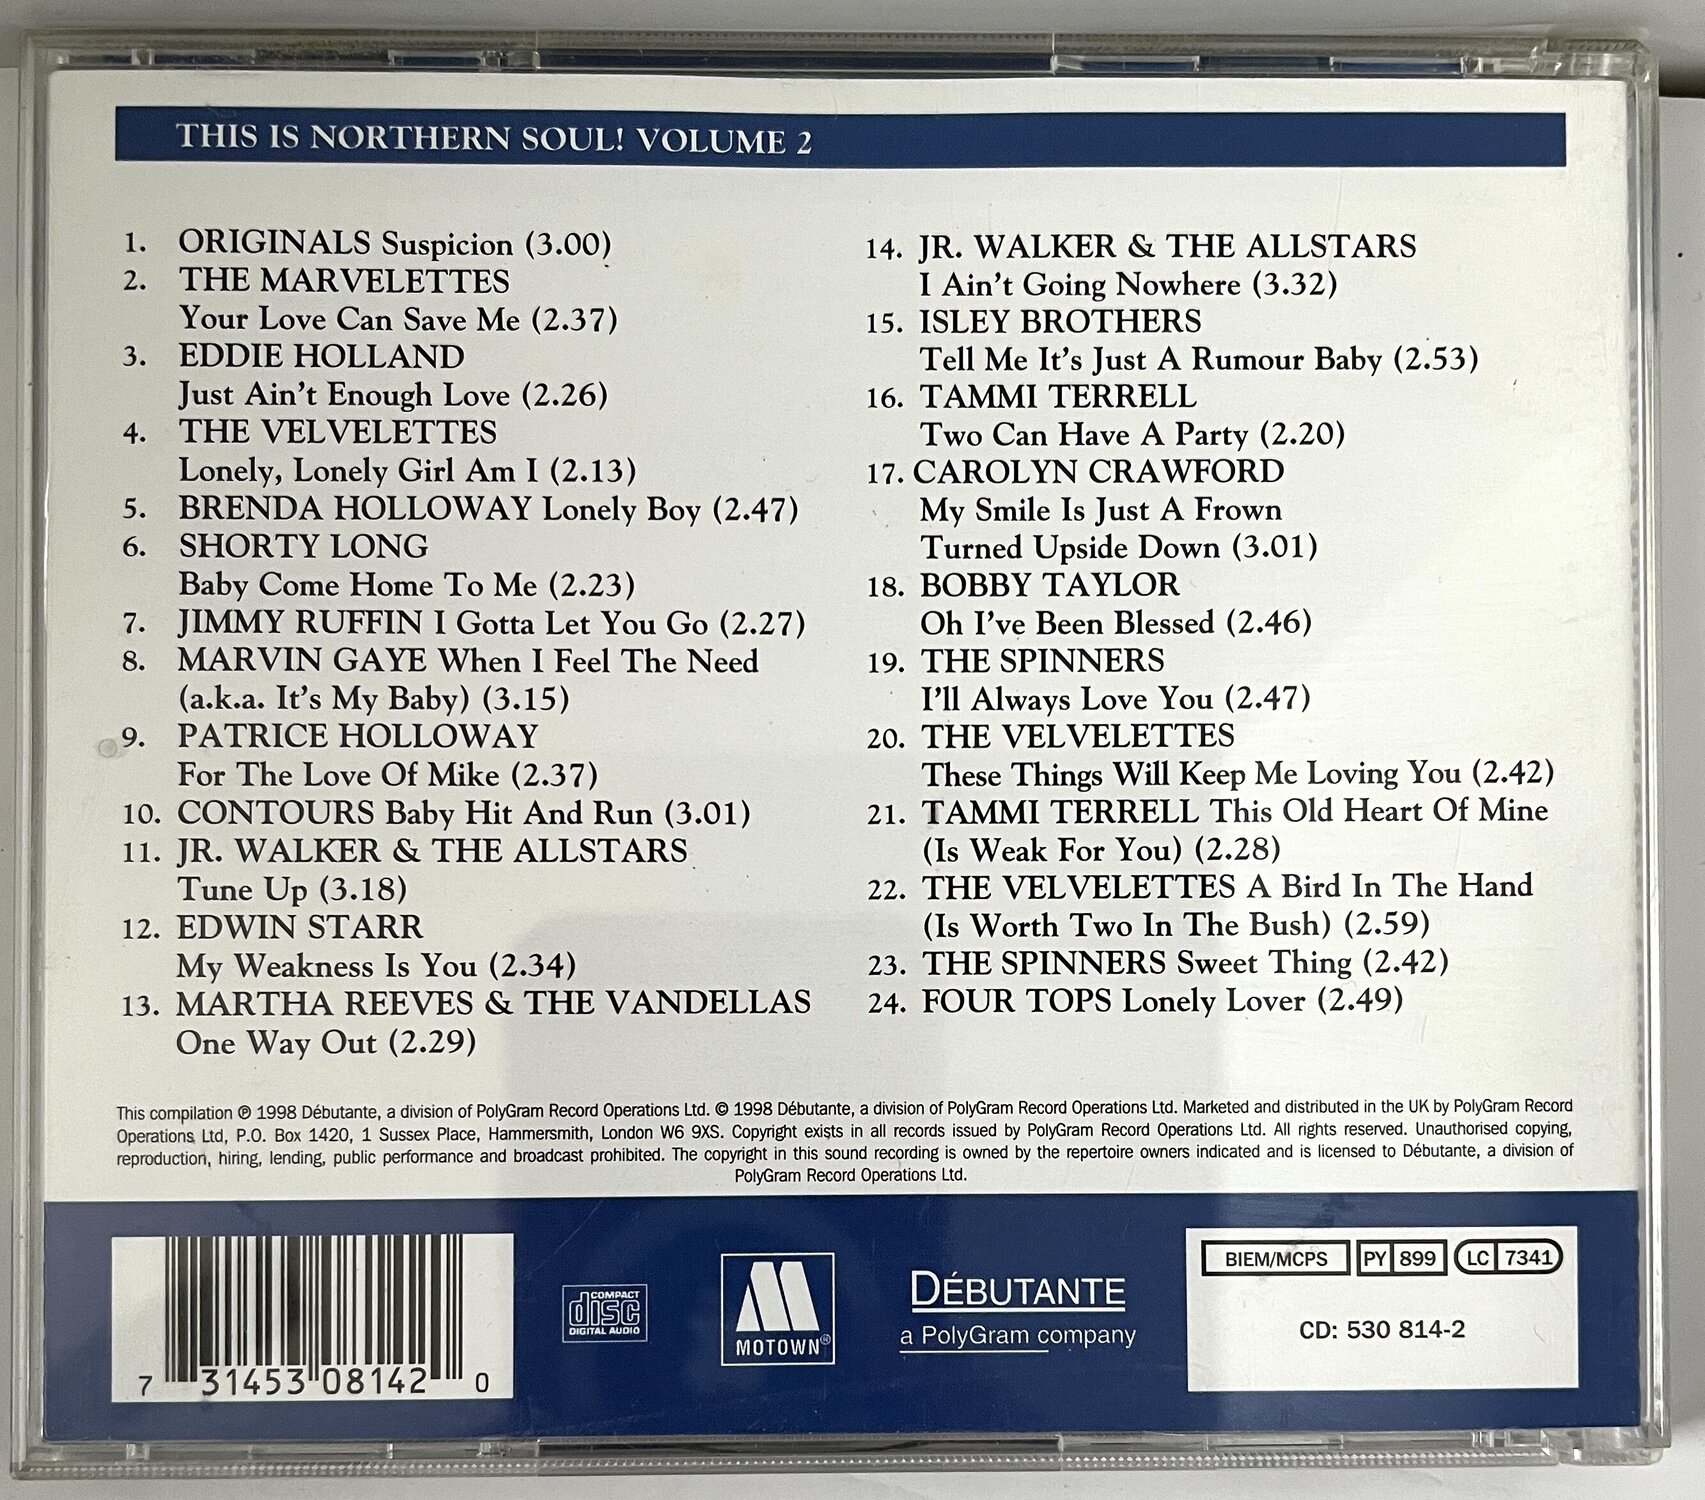 THIS IS NORTHERN SOUL! VOLUME 2
1. ORIGINALS Suspicion (3.00)
2. THE MARVELETTES
Your Love Can Save Me (2.37)
3. EDDIE HOLLAND
Just Ain't Enough Love (2.26)
4. THE VELVELETTES
Lonely, Lonely Girl Am I (2.13)
5. BRENDA HOLLOWAY Lonely Boy (2.47)
6. SHORTY LONG
Baby Come Home To Me (2.23)
7. JIMMY RUFFIN I Gotta Let You Go (2.27)
8. MARVIN GAYE When I Feel The Need
(a.k.a. It's My Baby) (3.15)
9. PATRICE HOLLOWAY
For The Love Of Mike (2.37)
10. CONTOURS Baby Hit And Run (3.01)
11. JR. WALKER & THE ALLSTARS
Tune Up (3.18)
12. EDWIN STARR
My Weakness Is You (2.34)
13. MARTHA REEVES & THE VANDELLAS
One Way Out (2.29)
14. JR. WALKER & THE ALLSTARS
I Ain't Going Nowhere (3.32)
15. ISLEY BROTHERS
Tell Me It's Just A Rumour Baby (2.53)
16. TAMMI TERRELL
Two Can Have A Party (2.20)
17. CAROLYN CRAWFORD
My Smile Is Just A Frown
Turned Upside Down (3.01)
18. BOBBY TAYLOR
Oh I've Been Blessed (2.46)
19. THE SPINNERS
I'll Always Love You (2.47)
20. THE VELVELETTES
These Things Will Keep Me Loving You (2.42)
21. TAMMI TERRELL This Old Heart Of Mine
(Is Weak For You) (2.28)
22. THE VELVELETTES A Bird In The Hand
(Is Worth Two In The Bush) (2.59)
23. THE SPINNERS Sweet Thing (2.42)
24. FOUR TOPS Lonely Lover (2.49)
This compilation ℗ 1998 Débutante, a division of PolyGram Record Operations Ltd. © 1998 Débutante, a division of PolyGram Record Operations Ltd. Marketed and distributed in the UK by PolyGram Record
Operations Ltd, P.O. Box 1420, 1 Sussex Place, Hammersmith, London W6 9XS. Copyright exists in all records issued by PolyGram Record Operations Ltd. All rights reserved. Unauthorised copying,
reproduction, hiring, lending, public performance and broadcast prohibited. The copyright in this sound recording is owned by the repertoire owners indicated and is licensed to Débutante, a division of
PolyGram Record Operations Ltd.
7 31453 08142 0
COMPACT
disc
DIGITAL AUDIO
MOTOWN®
DÉBUTANTE
a PolyGram company
BIEM/MCPS PY 899 LC 7341
CD: 530 814-2